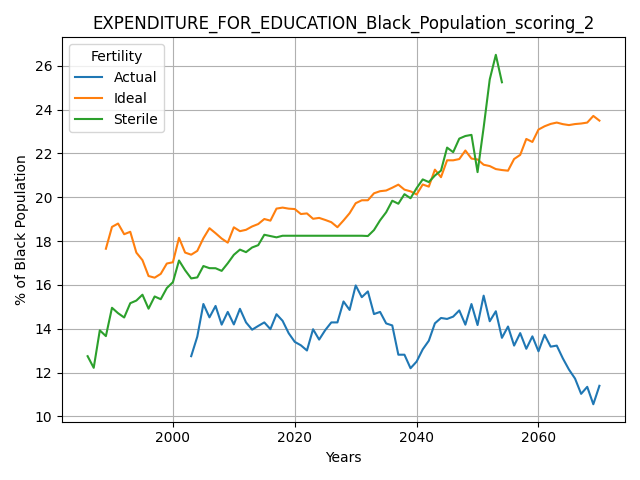 EXPENDITURE_FOR_EDUCATION_Black_Population_scoring_2
Fertility
Actual
Ideal
Sterile
% of Black Population
26
24
22
20
18
16
14
12
10
2000
2020
2040
2060
Years